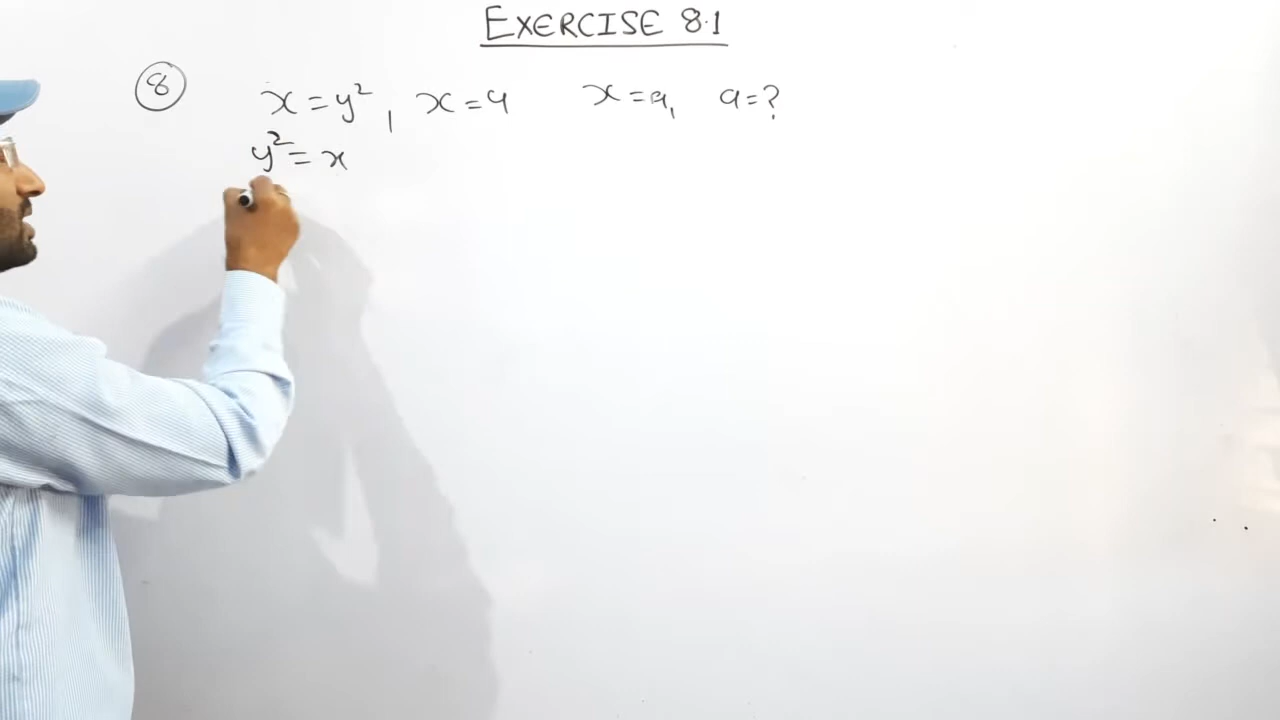 EXERCISE 8.1
8 x = y², x = 4 x = a, a = ?
y² = x